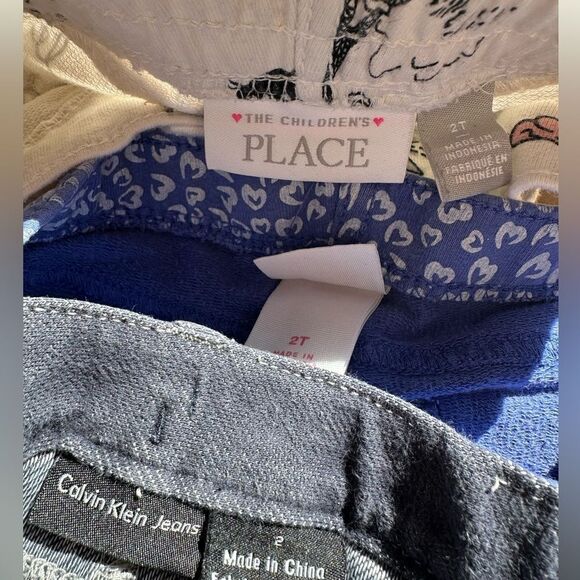 ♥ THE CHILDREN'S ♥
PLACE
2T
MADE IN
INDONESIA
FABRIQUÉ EN
INDONÉSIE
2T
MADE IN
Calvin Klein Jeans
2
Made in China